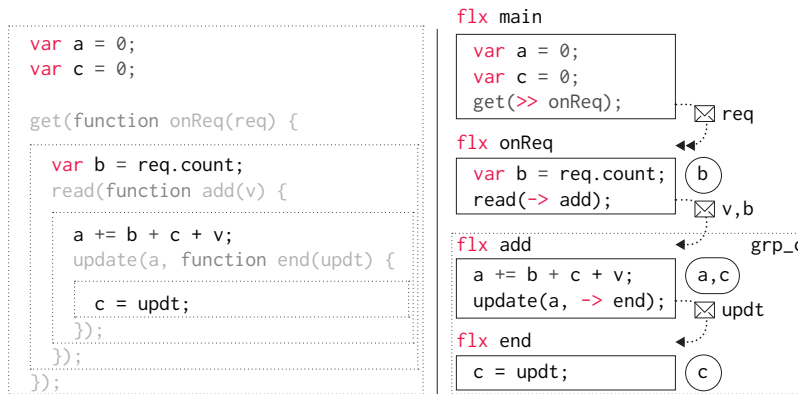 var a = 0;
var c = 0;
get(function onReq(req) {
var b = req.count;
read(function add(v) {
a += b + c + v;
update(a, function end(updt) {
c = updt;
});
});
});
flx main
var a = 0;
var c = 0;
get(>> onReq);
req
flx onReq
var b = req.count;
b
read(-> add);
v,b
flx add
grp_c
a += b + c + v;
a,c
update(a, -> end);
updt
flx end
c = updt;
c